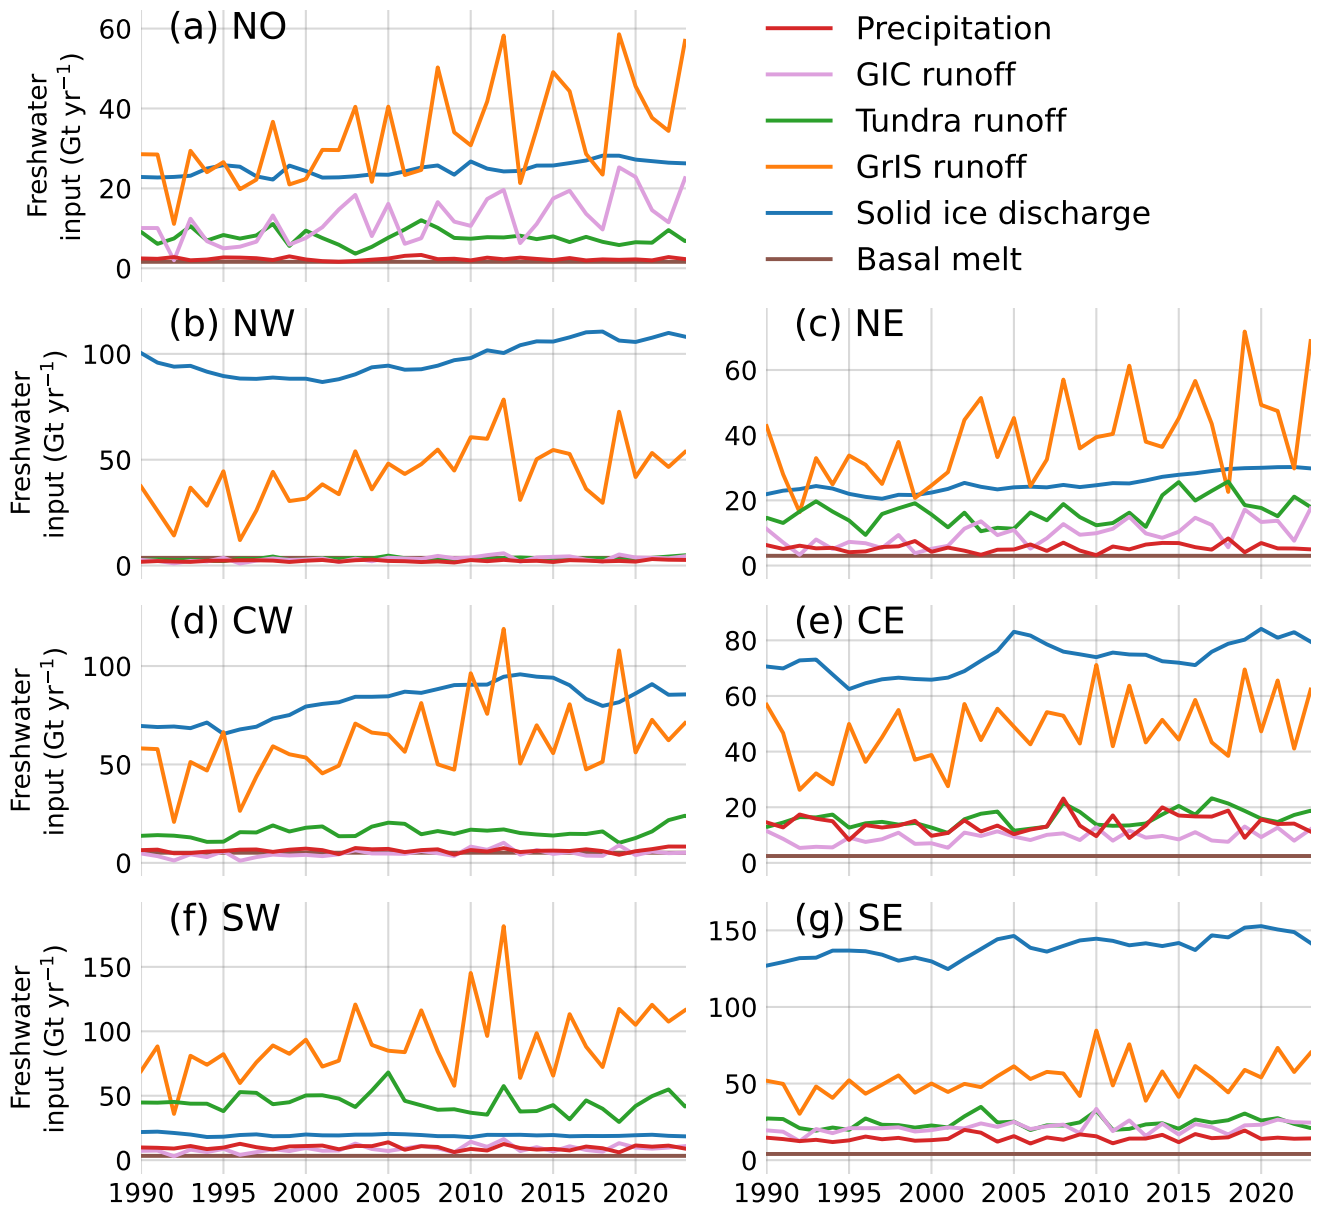 (a) NO
60
40
20
0
Freshwater
input (Gt yr⁻¹)
Precipitation
GIC runoff
Tundra runoff
GrIS runoff
Solid ice discharge
Basal melt
(b) NW
100
50
0
Freshwater
input (Gt yr⁻¹)
(c) NE
60
40
20
0
(d) CW
100
50
0
Freshwater
input (Gt yr⁻¹)
(e) CE
80
60
40
20
0
(f) SW
150
100
50
0
Freshwater
input (Gt yr⁻¹)
1990 1995 2000 2005 2010 2015 2020
(g) SE
150
100
50
0
1990 1995 2000 2005 2010 2015 2020